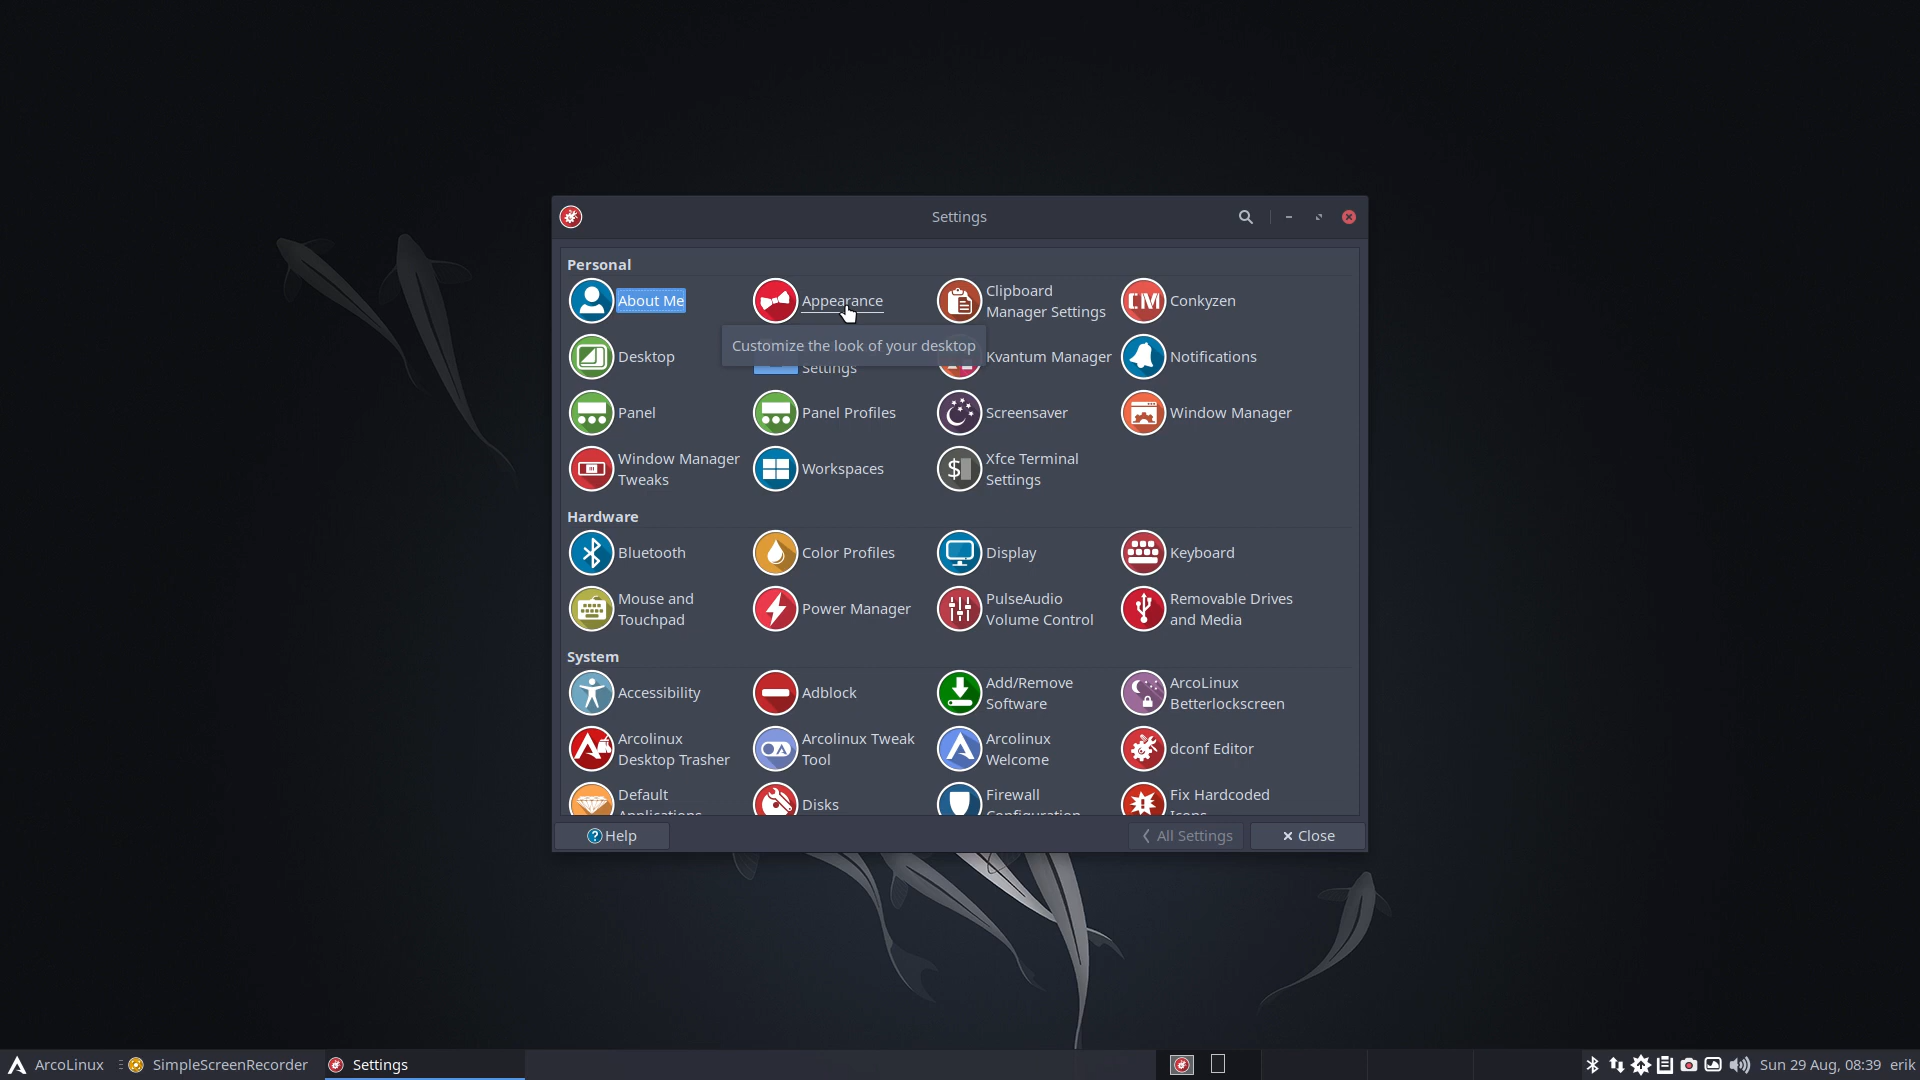 Settings
Personal
About Me
Appearance
Clipboard
Manager Settings
Conkyzen
Desktop
Customize the look of your desktop
Settings
Kvantum Manager
Notifications
Panel
Panel Profiles
Screensaver
Window Manager
Window Manager
Tweaks
Workspaces
Xfce Terminal
Settings
Hardware
Bluetooth
Color Profiles
Display
Keyboard
Mouse and
Touchpad
Power Manager
PulseAudio
Volume Control
Removable Drives
and Media
System
Accessibility
Adblock
Add/Remove
Software
ArcoLinux
Betterlockscreen
Arcolinux
Desktop Trasher
Arcolinux Tweak
Tool
Arcolinux
Welcome
dconf Editor
Default
Applications
Disks
Firewall
Configuration
Fix Hardcoded
Icons
Help
All Settings
Close
ArcoLinux
SimpleScreenRecorder
Settings
Sun 29 Aug, 08:39 erik